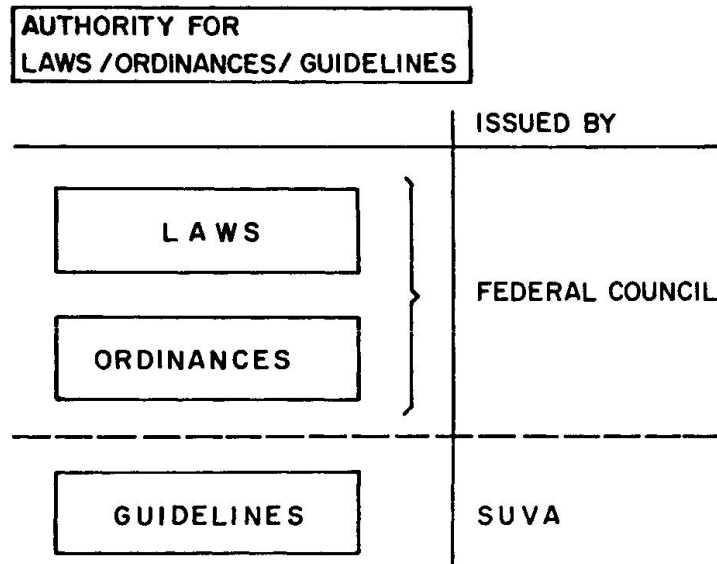 AUTHORITY FOR
LAWS/ORDINANCES/GUIDELINES
ISSUED BY
LAWS
FEDERAL COUNCIL
ORDINANCES
GUIDELINES
SUVA